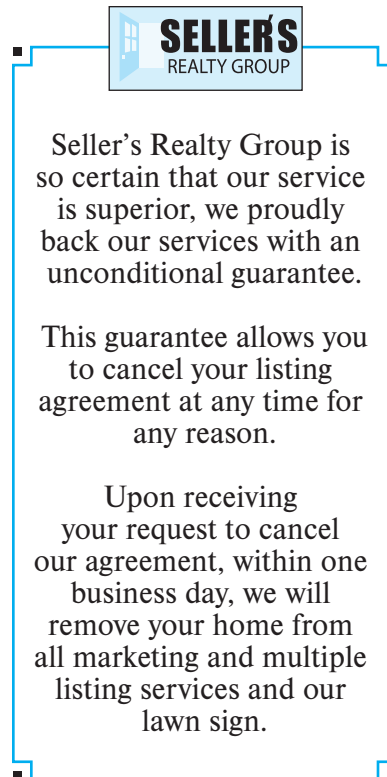 SELLER'S
REALTY GROUP
Seller’s Realty Group is
so certain that our service
is superior, we proudly
back our services with an
unconditional guarantee.
This guarantee allows you
to cancel your listing
agreement at any time for
any reason.
Upon receiving
your request to cancel
our agreement, within one
business day, we will
remove your home from
all marketing and multiple
listing services and our
lawn sign.